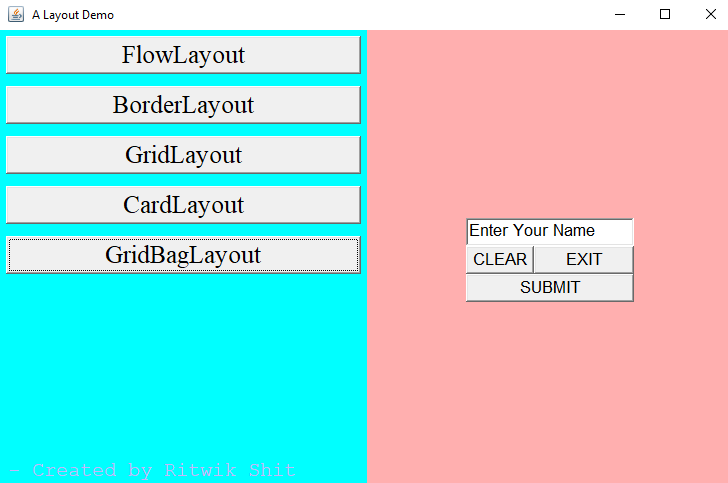 A Layout Demo
FlowLayout
BorderLayout
GridLayout
CardLayout
GridBagLayout
- Created by Ritwik Shit
Enter Your Name
CLEAR EXIT
SUBMIT